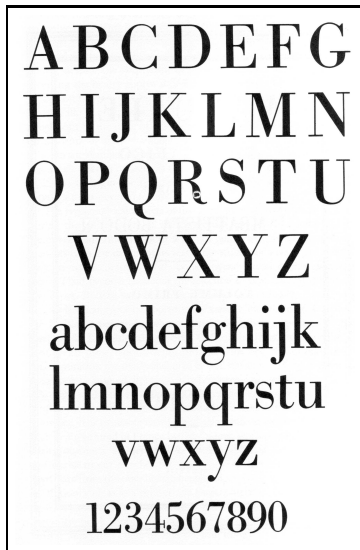 ABCDEFG
HIJKLMN
OPQRSTU
VWXYZ
abcdefghijk
lmnopqrstu
vwxyz
1234567890